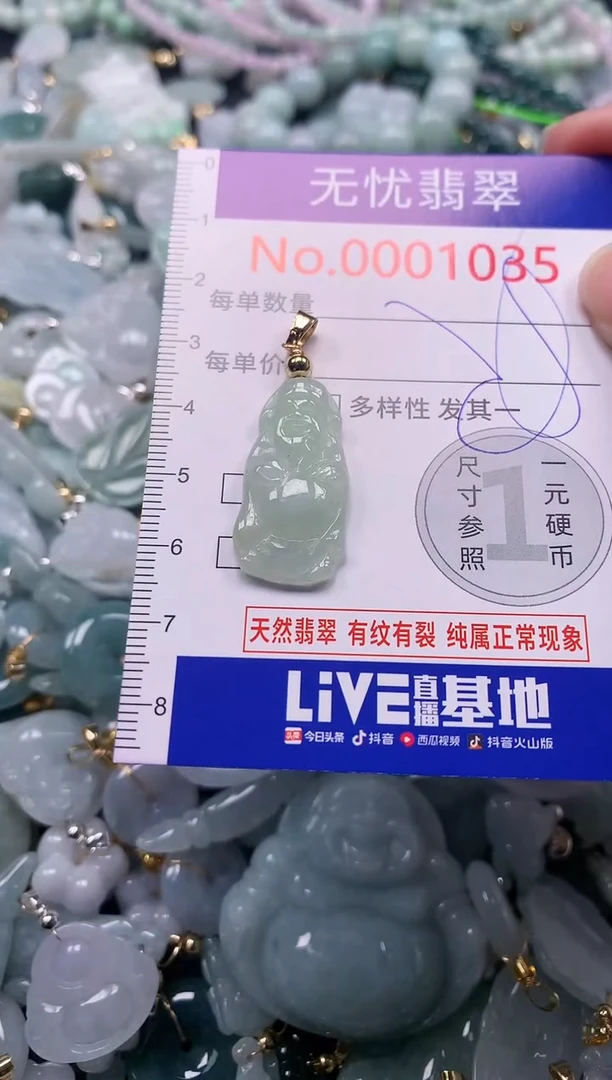 无忧翡翠
No.0001035
每单数量
每单价
多样性 发其一
尺寸参照
1
一元硬币
天然翡翠 有纹有裂 纯属正常现象
LiVE直播基地
头条 今日头条 抖音 西瓜视频 抖音火山版
0
1
2
3
4
5
6
7
8